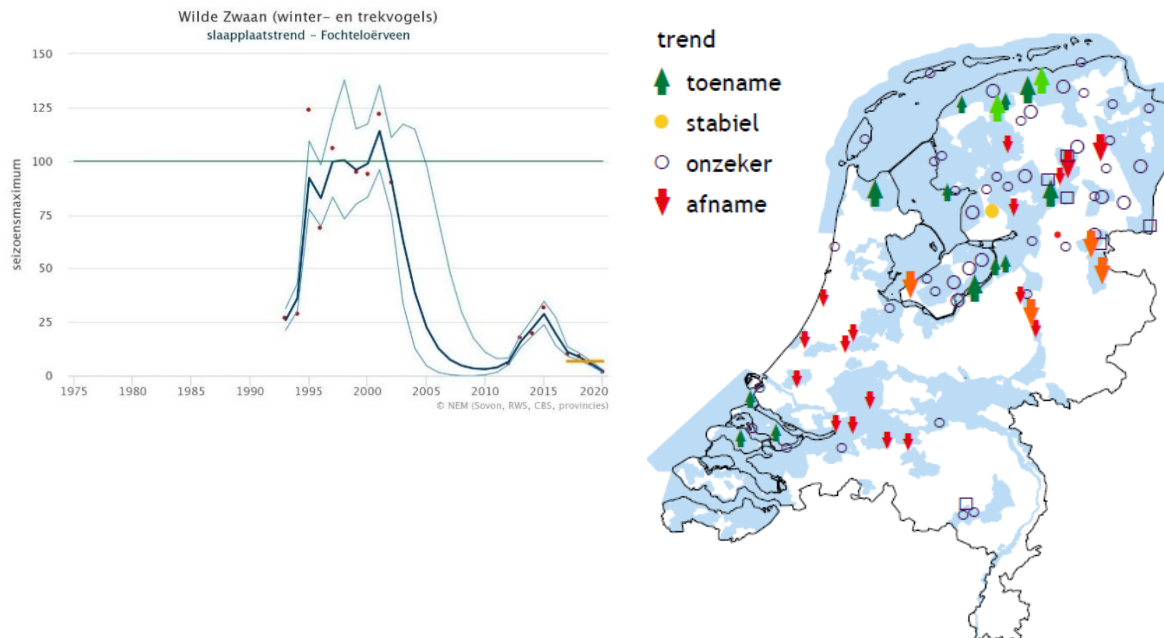 Wilde Zwaan (winter- en trekvogels)
slaapplaatstrend - Fochteloërveen
seizoensmaximum
150
125
100
75
50
25
0
1975
1980
1985
1990
1995
2000
2005
2010
2015
2020
© NEM (Sovon, RWS, CBS, provincies)
trend
toename
stabiel
onzeker
afname